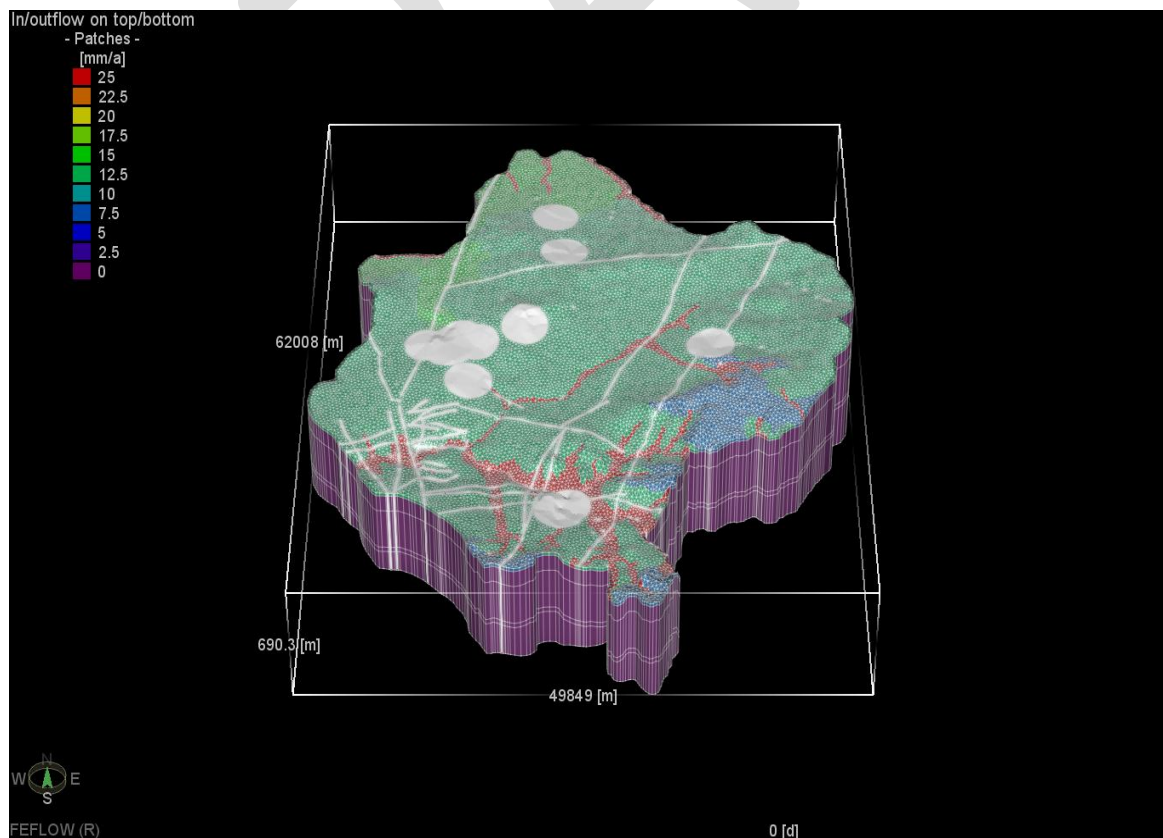 In/outflow on top/bottom
- Patches -
[mm/a]
25
22.5
20
17.5
15
12.5
10
7.5
5
2.5
0
62008 [m]
690.3 [m]
49849 [m]
N
W E
S
FEFLOW (R)
0 [d]